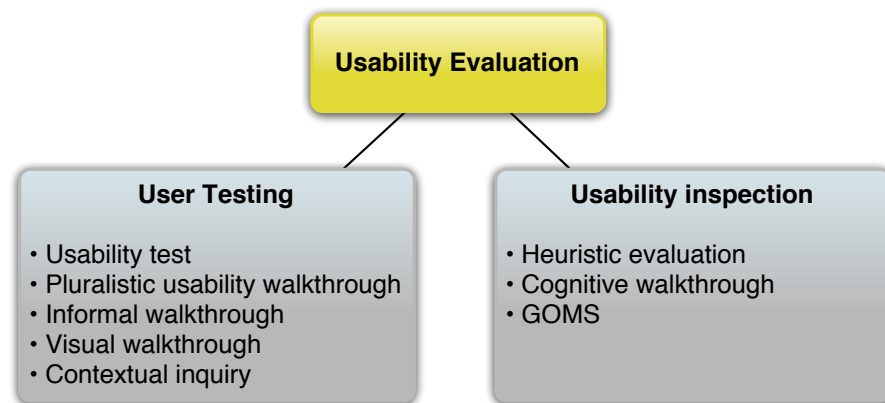 Usability Evaluation
User Testing
• Usability test
• Pluralistic usability walkthrough
• Informal walkthrough
• Visual walkthrough
• Contextual inquiry
Usability inspection
• Heuristic evaluation
• Cognitive walkthrough
• GOMS